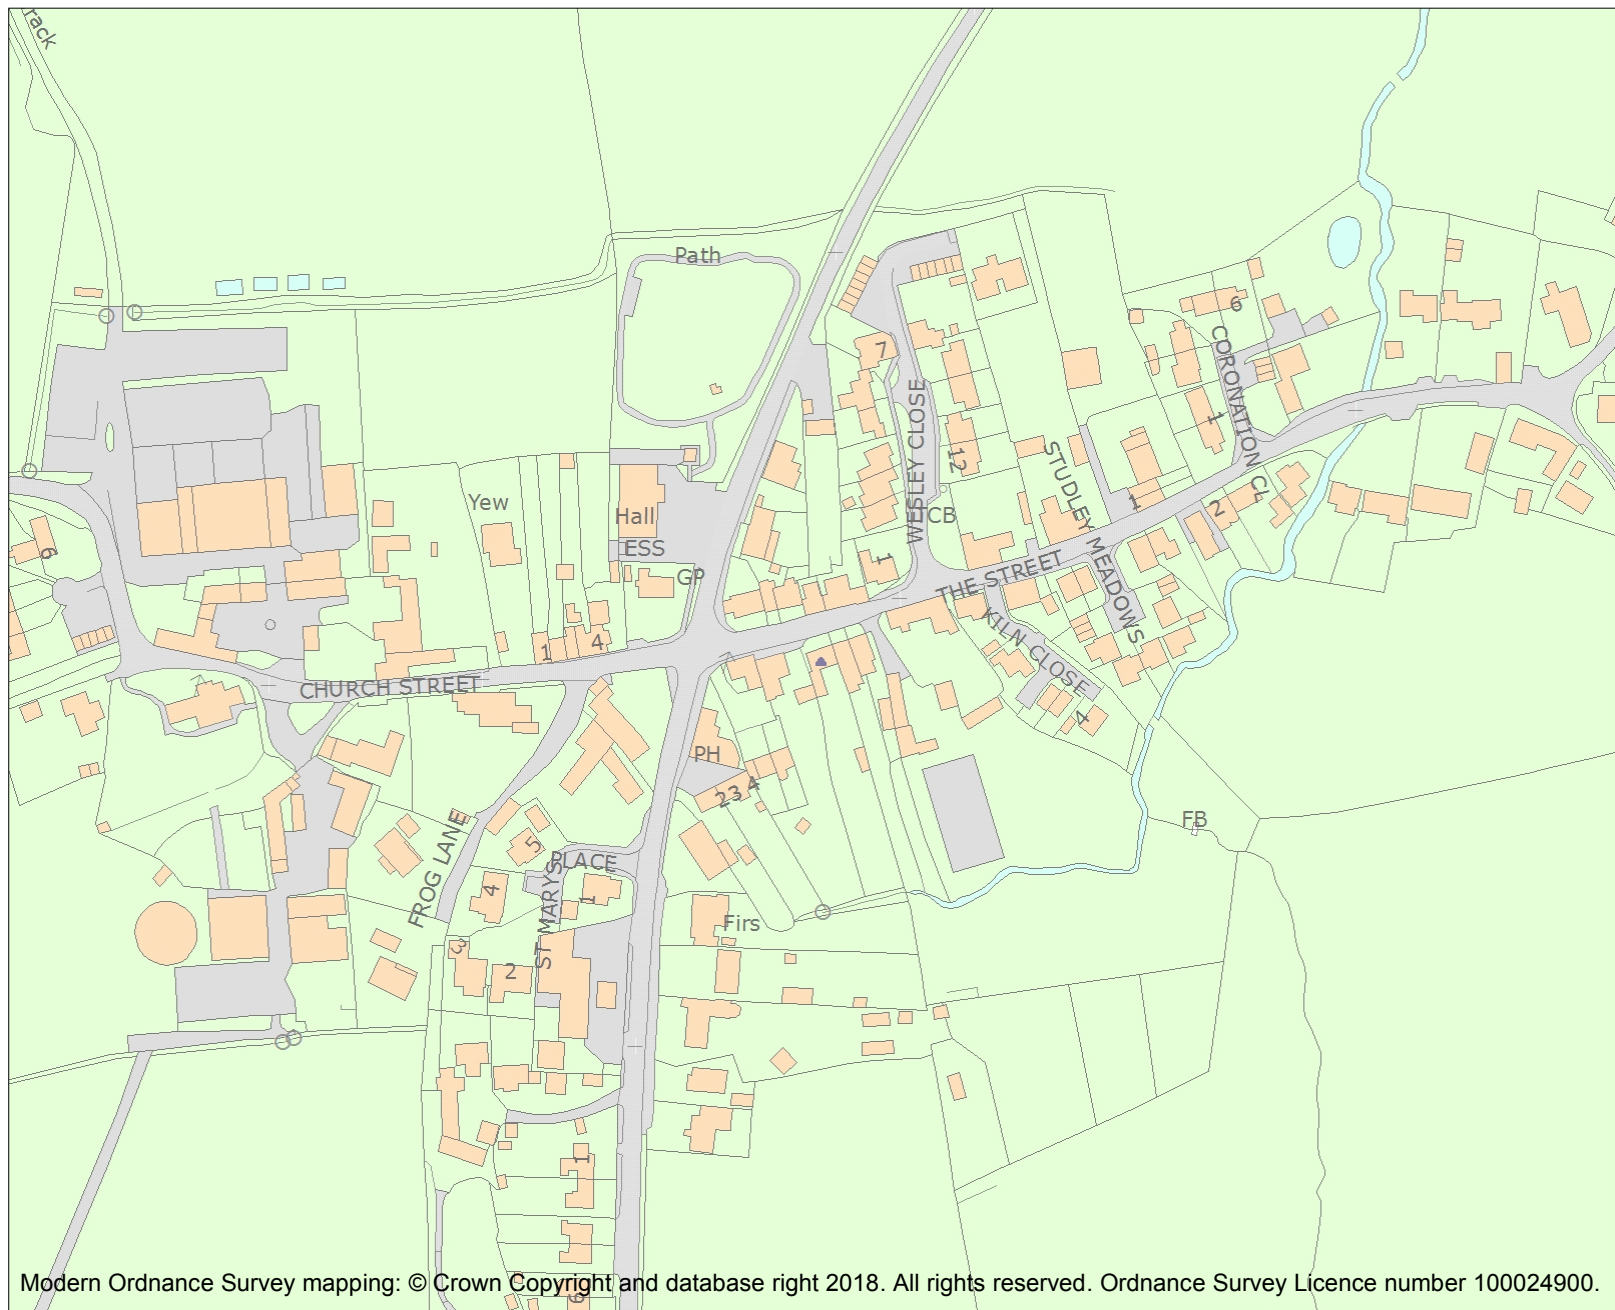 rack
Path
6
CORONATION CL
7
1
WESLEY CLOSE
12
STUDLEY MEADOWS
Yew
Hall
1
2
TCB
ESS
6
1
GP
THE STREET
1
4
KILN CLOSE
CHURCH STREET
4
PH
2 3 4
FB
5
FROG LANE
ST MARYS PLACE
4
1
Firs
3
2
1
6
Modern Ordnance Survey mapping: © Crown Copyright and database right 2018. All rights reserved. Ordnance Survey Licence number 100024900.